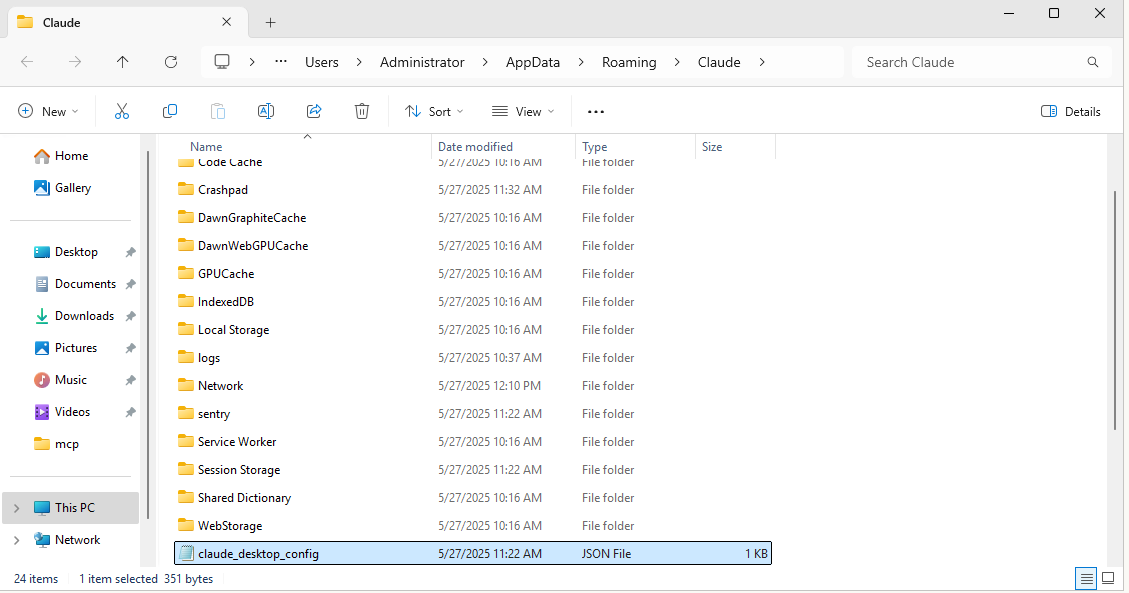 Claude
Users Administrator AppData Roaming Claude
Search Claude
New Sort View Details
Name Date modified Type Size
Home
Gallery
Desktop
Documents
Downloads
Pictures
Music
Videos
mcp
This PC
Network
Code Cache 5/27/2025 10:16 AM File folder
Crashpad 5/27/2025 11:32 AM File folder
DawnGraphiteCache 5/27/2025 10:16 AM File folder
DawnWebGPUCache 5/27/2025 10:16 AM File folder
GPUCache 5/27/2025 10:16 AM File folder
IndexedDB 5/27/2025 10:16 AM File folder
Local Storage 5/27/2025 10:16 AM File folder
logs 5/27/2025 10:37 AM File folder
Network 5/27/2025 12:10 PM File folder
sentry 5/27/2025 11:22 AM File folder
Service Worker 5/27/2025 10:16 AM File folder
Session Storage 5/27/2025 11:22 AM File folder
Shared Dictionary 5/27/2025 10:16 AM File folder
WebStorage 5/27/2025 10:16 AM File folder
claude_desktop_config 5/27/2025 11:22 AM JSON File 1 KB
24 items 1 item selected 351 bytes